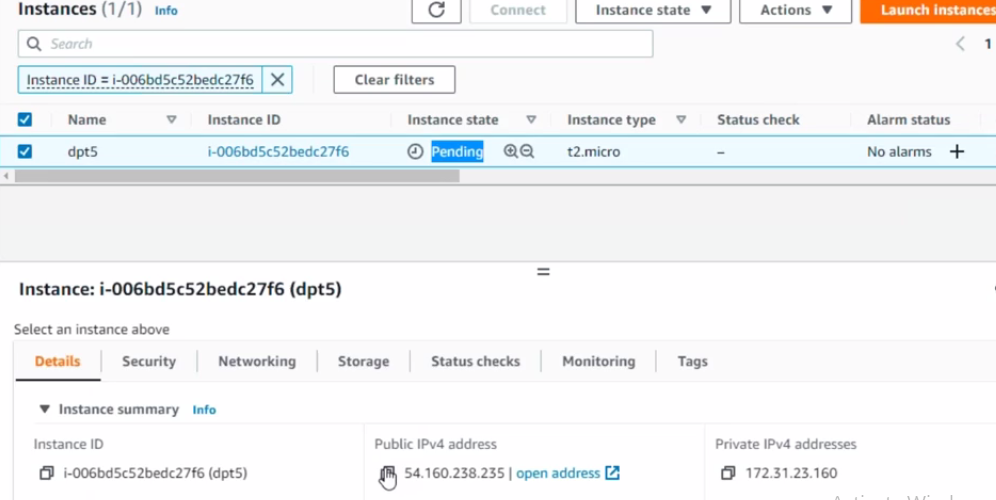 Instances (1/1) Info Connect Instance state Actions Launch instances
Search 1
Instance ID = i-006bd5c52bedc27f6 Clear filters
Name Instance ID Instance state Instance type Status check Alarm status
dpt5 i-006bd5c52bedc27f6 Pending t2.micro – No alarms +
Instance: i-006bd5c52bedc27f6 (dpt5)
Select an instance above
Details Security Networking Storage Status checks Monitoring Tags
Instance summary Info
Instance ID Public IPv4 address Private IPv4 addresses
i-006bd5c52bedc27f6 (dpt5) 54.160.238.235 | open address 172.31.23.160